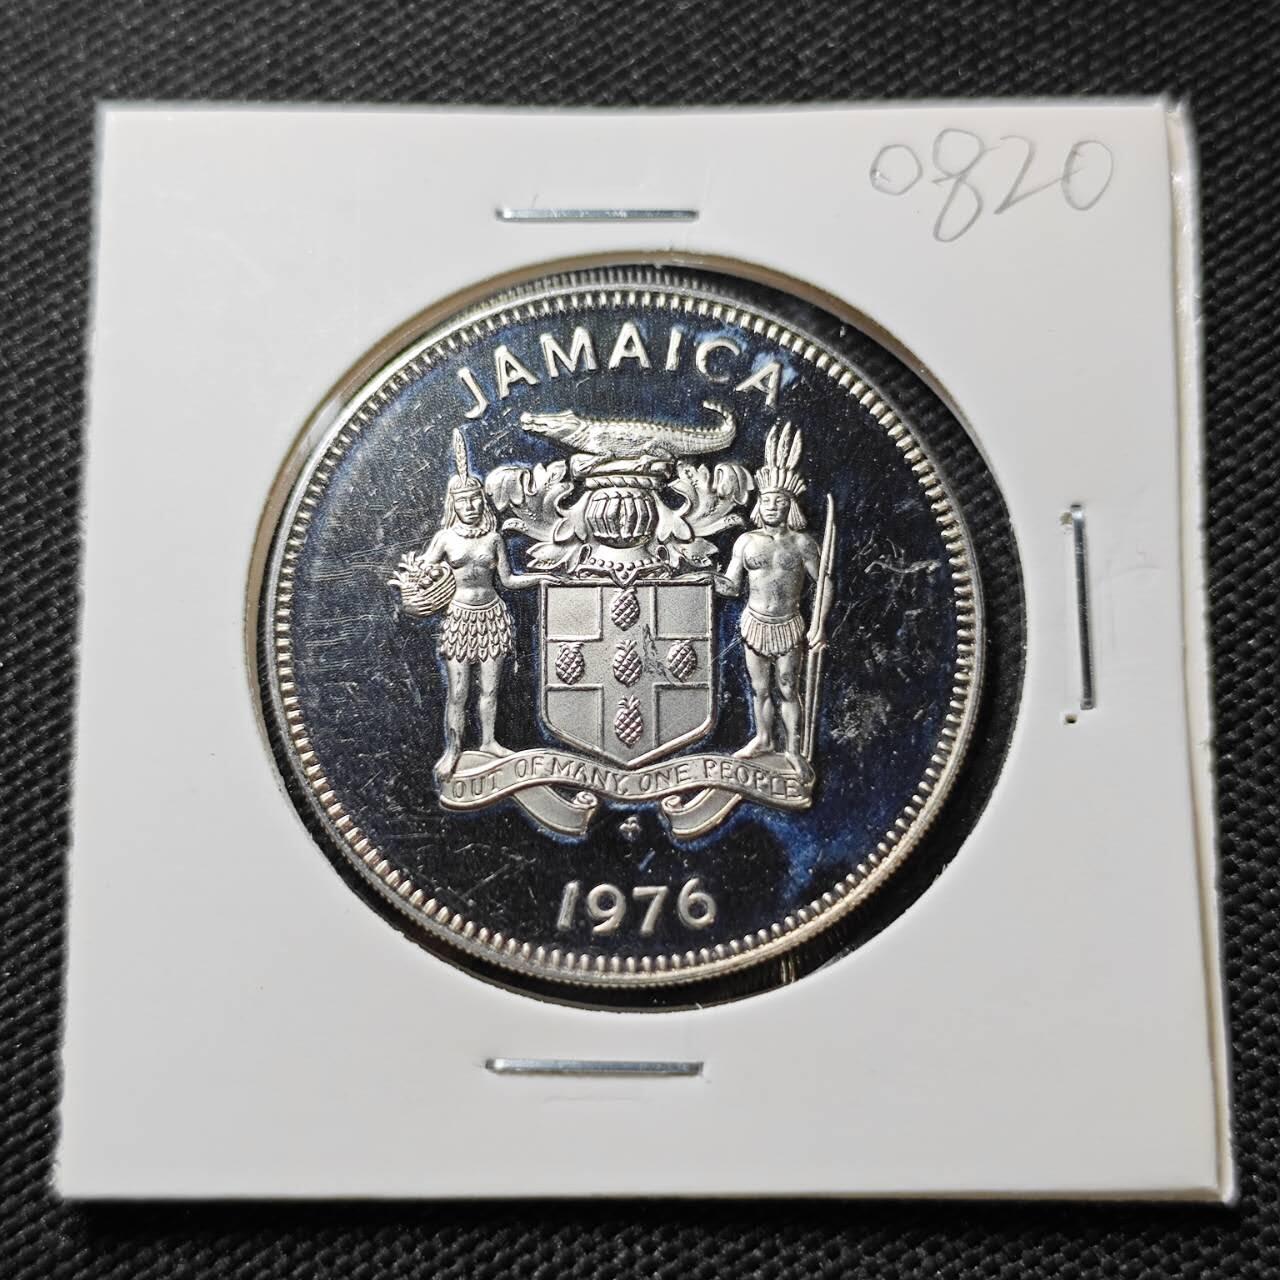 0820
JAMAICA
OUT OF MANY, ONE PEOPLE
1976